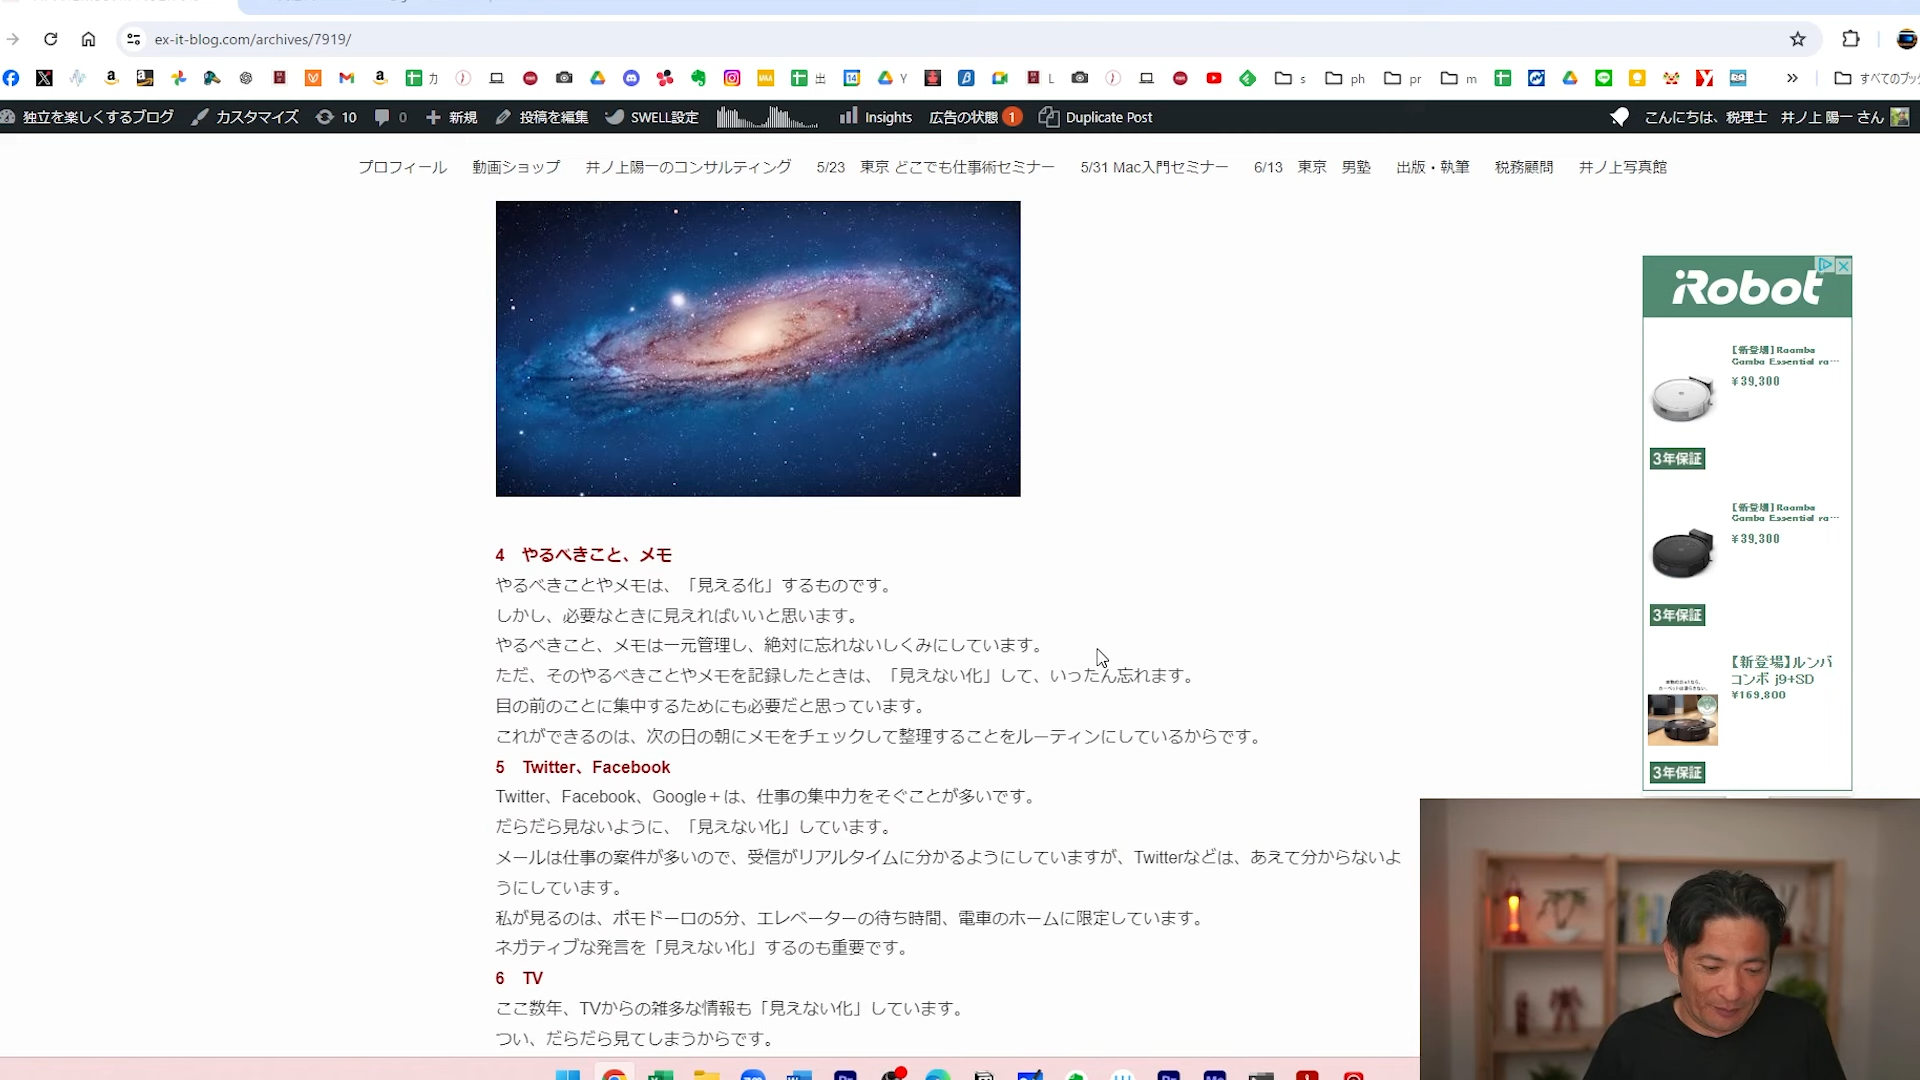 ex-it-blog.com/archives/7919/
カ
出
Y
L
s
ph
pr
m
すべてのブック
独立を楽しくするブログ
カスタマイズ
10
0
新規
投稿を編集
SWELL設定
Insights
広告の状態
1
Duplicate Post
こんにちは、税理士 井ノ上 陽一 さん
プロフィール
動画ショップ
井ノ上陽一のコンサルティング
5/23 東京 どこでも仕事術セミナー
5/31 Mac入門セミナー
6/13 東京 男塾
出版・執筆
税務顧問
井ノ上写真館
iRobot
【新登場】Roomba
Combo Essential ro…
¥39,300
3年保証
【新登場】Roomba
Combo Essential ro…
¥39,300
3年保証
【新登場】ルンバ
コンボ j9+SD
¥169,800
3年保証
4 やるべきこと、メモ
やるべきことやメモは、「見える化」するものです。
しかし、必要なときに見えればいいと思います。
やるべきこと、メモは一元管理し、絶対に忘れないしくみにしています。
ただ、そのやるべきことやメモを記録したときは、「見えない化」して、いったん忘れます。
目の前のことに集中するためにも必要だと思っています。
これができるのは、次の日の朝にメモをチェックして整理することをルーティンにしているからです。
5 Twitter、Facebook
Twitter、Facebook、Google＋は、仕事の集中力をそぐことが多いです。
だらだら見ないように、「見えない化」しています。
メールは仕事の案件が多いので、受信がリアルタイムに分かるようにしていますが、Twitterなどは、あえて分からないよ
うにしています。
私が見るのは、ポモドーロの5分、エレベーターの待ち時間、電車のホームに限定しています。
ネガティブな発言を「見えない化」するのも重要です。
6 TV
ここ数年、TVからの雑多な情報も「見えない化」しています。
つい、だらだら見てしまうからです。